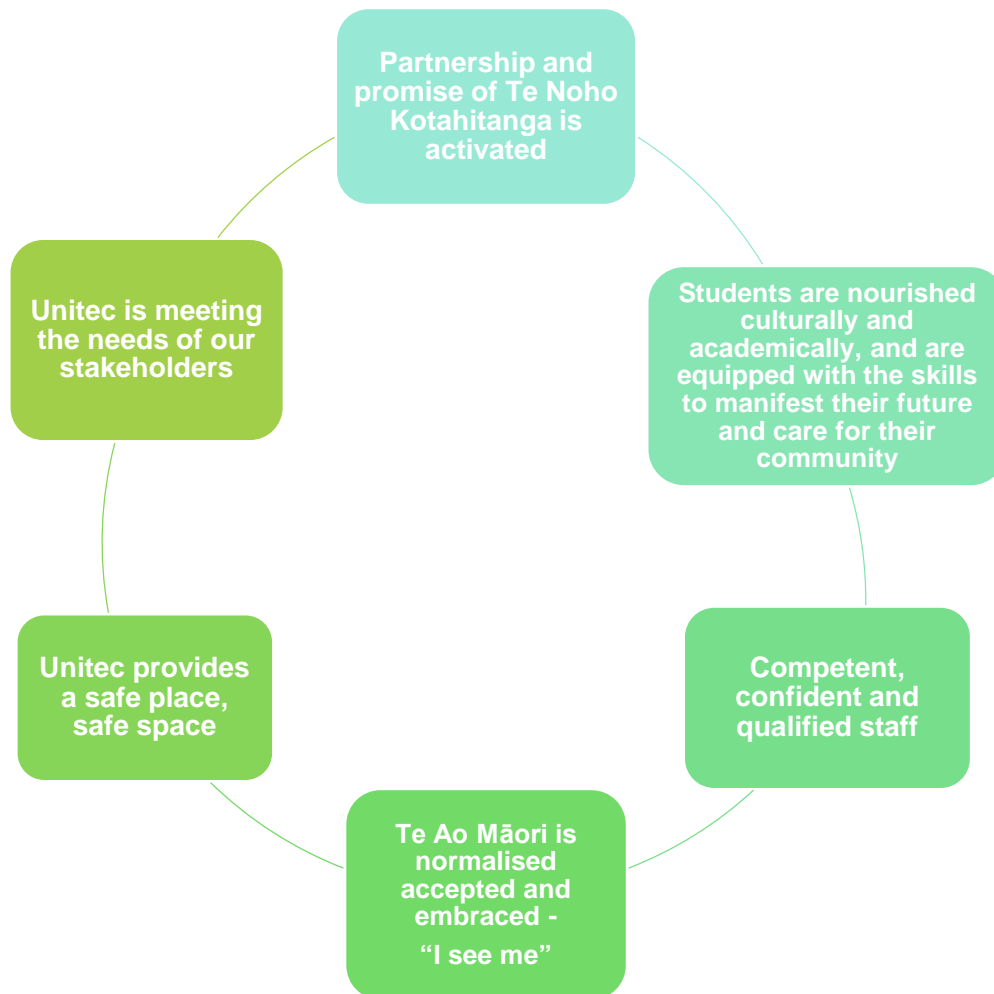 Partnership and
promise of Te Noho
Kotahitanga is
activated
Students are nourished
culturally and
academically, and are
equipped with the skills
to manifest their future
and care for their
community
Competent,
confident and
qualified staff
Te Ao Māori is
normalised
accepted and
embraced -
“I see me”
Unitec provides
a safe place,
safe space
Unitec is meeting
the needs of our
stakeholders